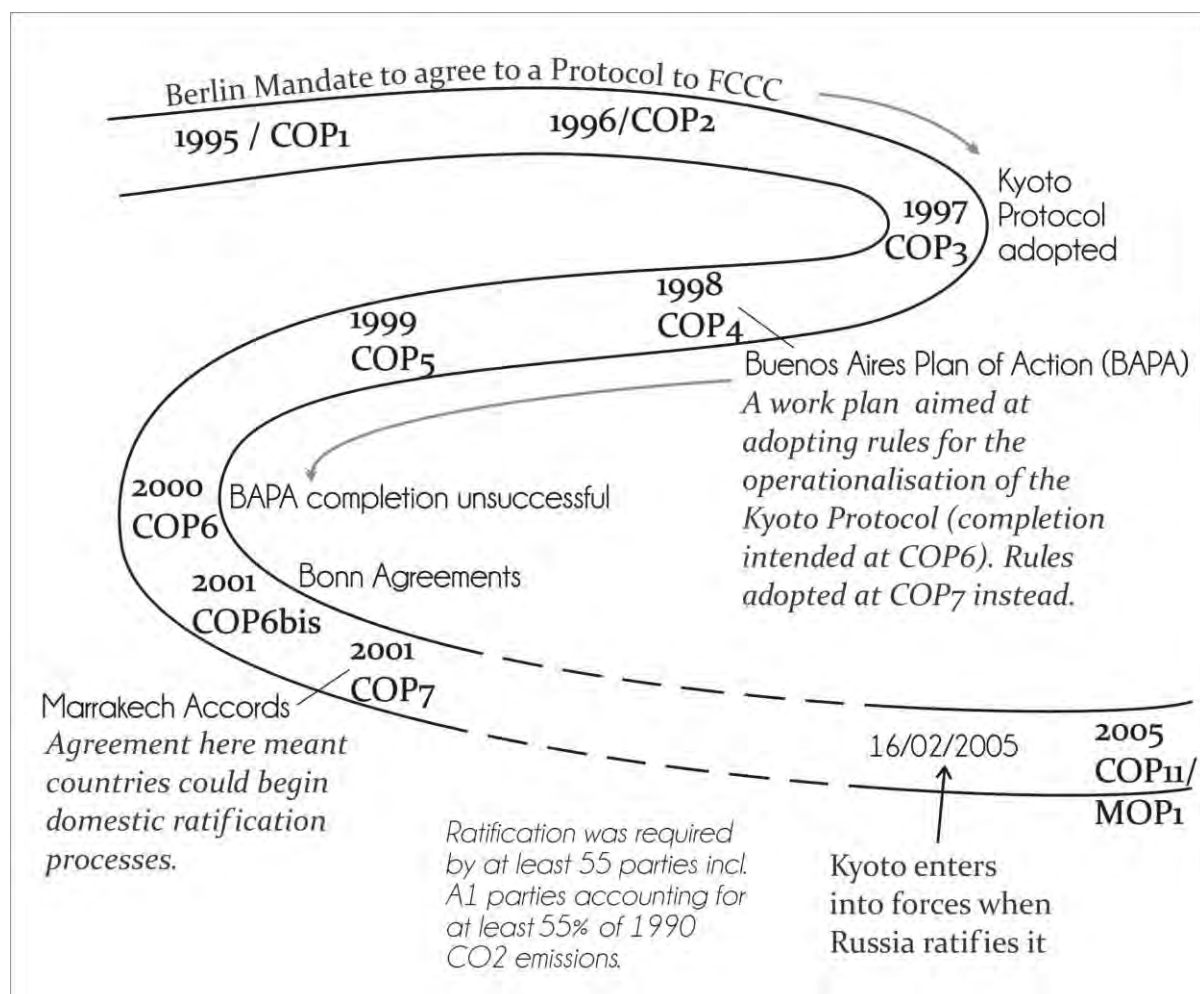 Berlin Mandate to agree to a Protocol to FCCC
1995 / COP1
1996/COP2
1997
COP3
Kyoto
Protocol
adopted
1998
COP4
1999
COP5
Buenos Aires Plan of Action (BAPA)
A work plan aimed at
adopting rules for the
operationalisation of the
Kyoto Protocol (completion
intended at COP6). Rules
adopted at COP7 instead.
2000
COP6
BAPA completion unsuccessful
2001
COP6bis
Bonn Agreements
2001
COP7
Marrakech Accords
Agreement here meant
countries could begin
domestic ratification
processes.
Ratification was required
by at least 55 parties incl.
A1 parties accounting for
at least 55% of 1990
CO2 emissions.
16/02/2005
Kyoto enters
into forces when
Russia ratifies it
2005
COP11/
MOP1